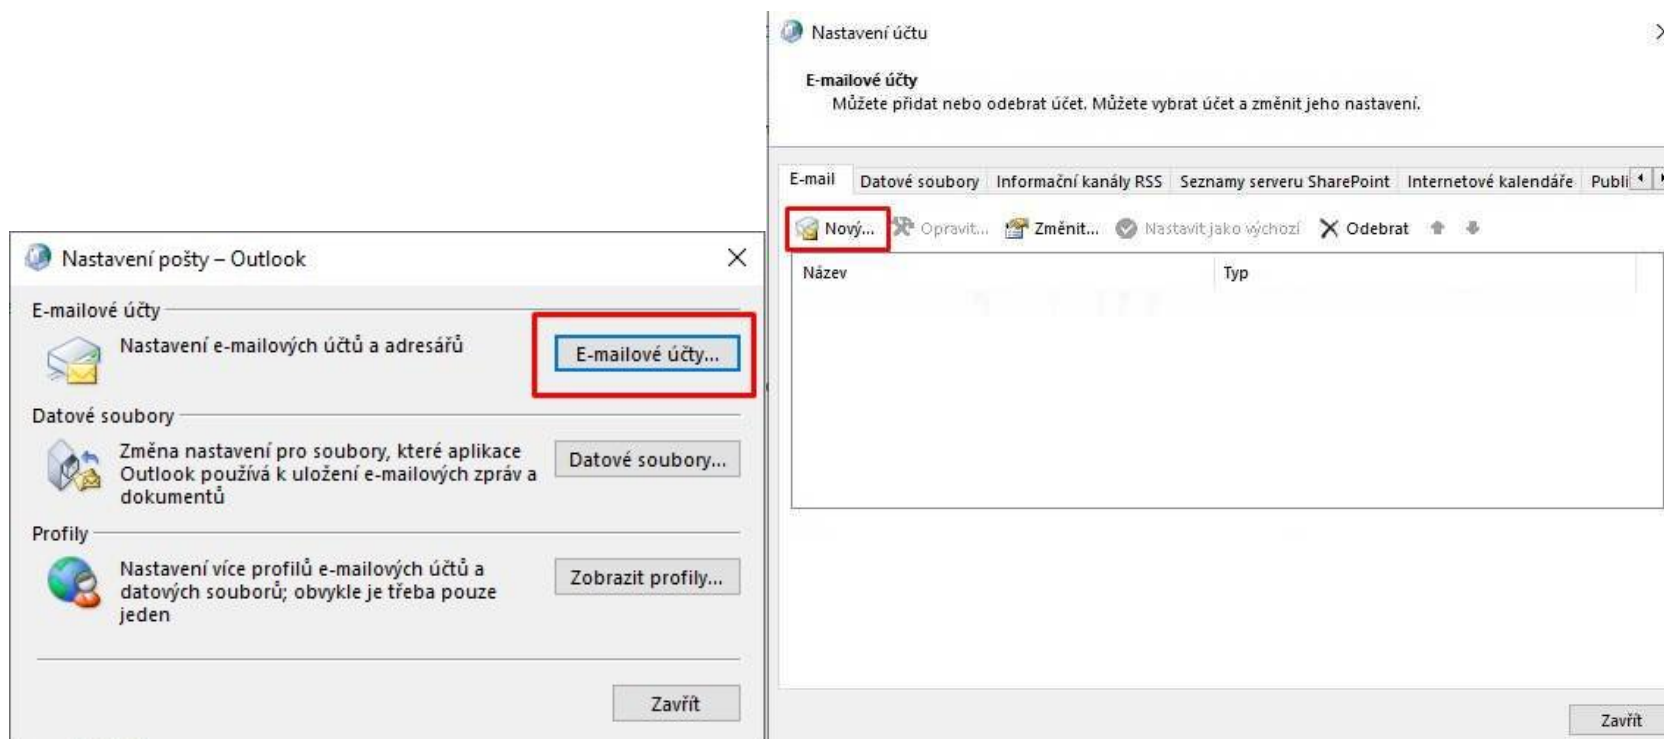 Nastavení pošty – Outlook
E-mailové účty
Nastavení e-mailových účtů a adresářů
E-mailové účty...
Datové soubory
Změna nastavení pro soubory, které aplikace
Outlook používá k uložení e-mailových zpráv a
dokumentů
Datové soubory...
Profily
Nastavení více profilů e-mailových účtů a
datových souborů; obvykle je třeba pouze
jeden
Zobrazit profily...
Zavřít
Nastavení účtu
E-mailové účty
Můžete přidat nebo odebrat účet. Můžete vybrat účet a změnit jeho nastavení.
E-mail Datové soubory Informační kanály RSS Seznamy serveru SharePoint Internetové kalendáře Publi
Nový... Opravit... Změnit... Nastavit jako výchozí Odebrat
Název Typ
Zavřít